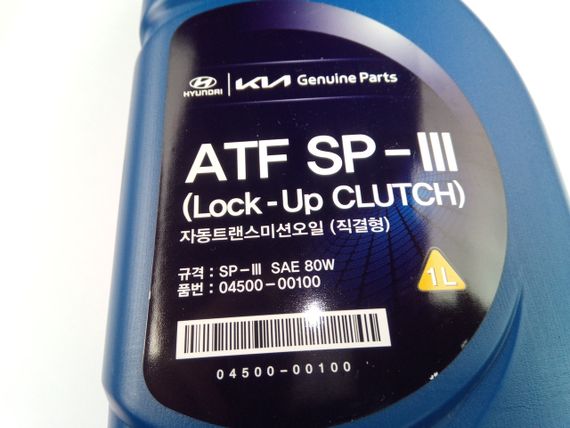 HYUNDAI KIA Genuine Parts
ATF SP-III
(Lock-Up CLUTCH)
자동트랜스미션오일 (직결형)
규격 : SP-III SAE 80W
품번 : 04500-00100
1L
04500-00100